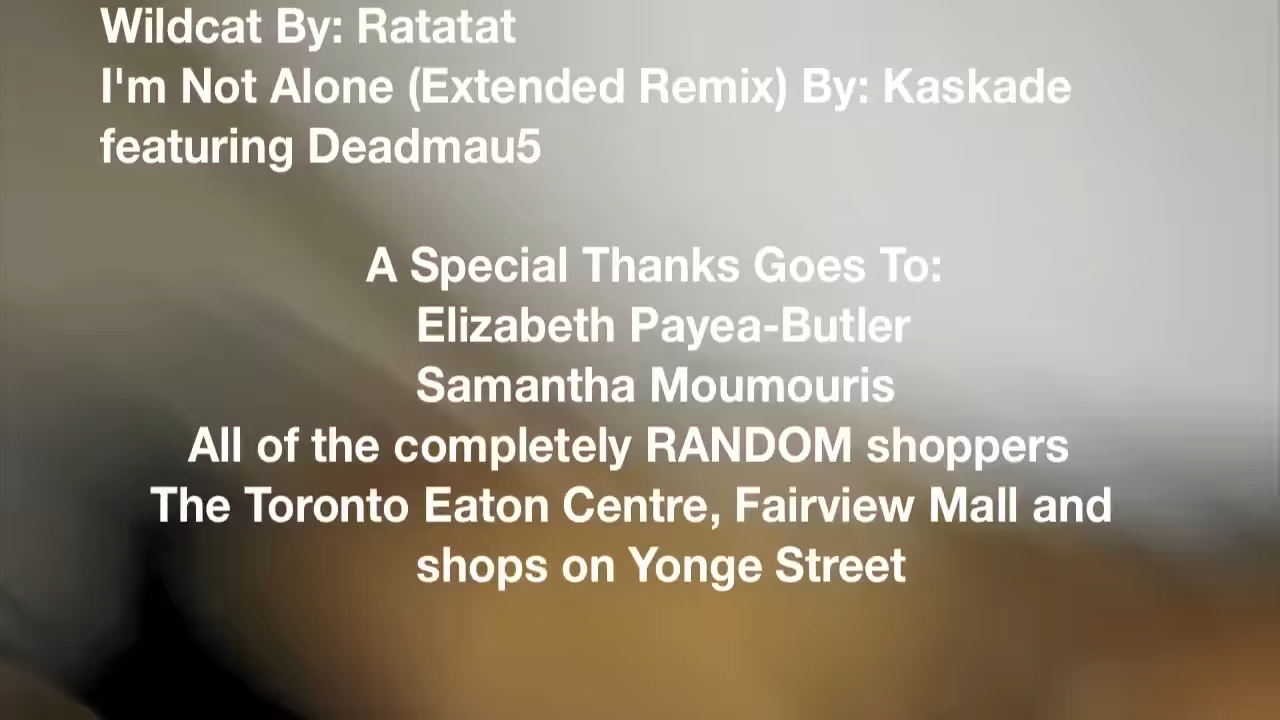 Wildcat By: Ratatat
I'm Not Alone (Extended Remix) By: Kaskade
featuring Deadmau5
A Special Thanks Goes To:
Elizabeth Payea-Butler
Samantha Moumouris
All of the completely RANDOM shoppers
The Toronto Eaton Centre, Fairview Mall and
shops on Yonge Street